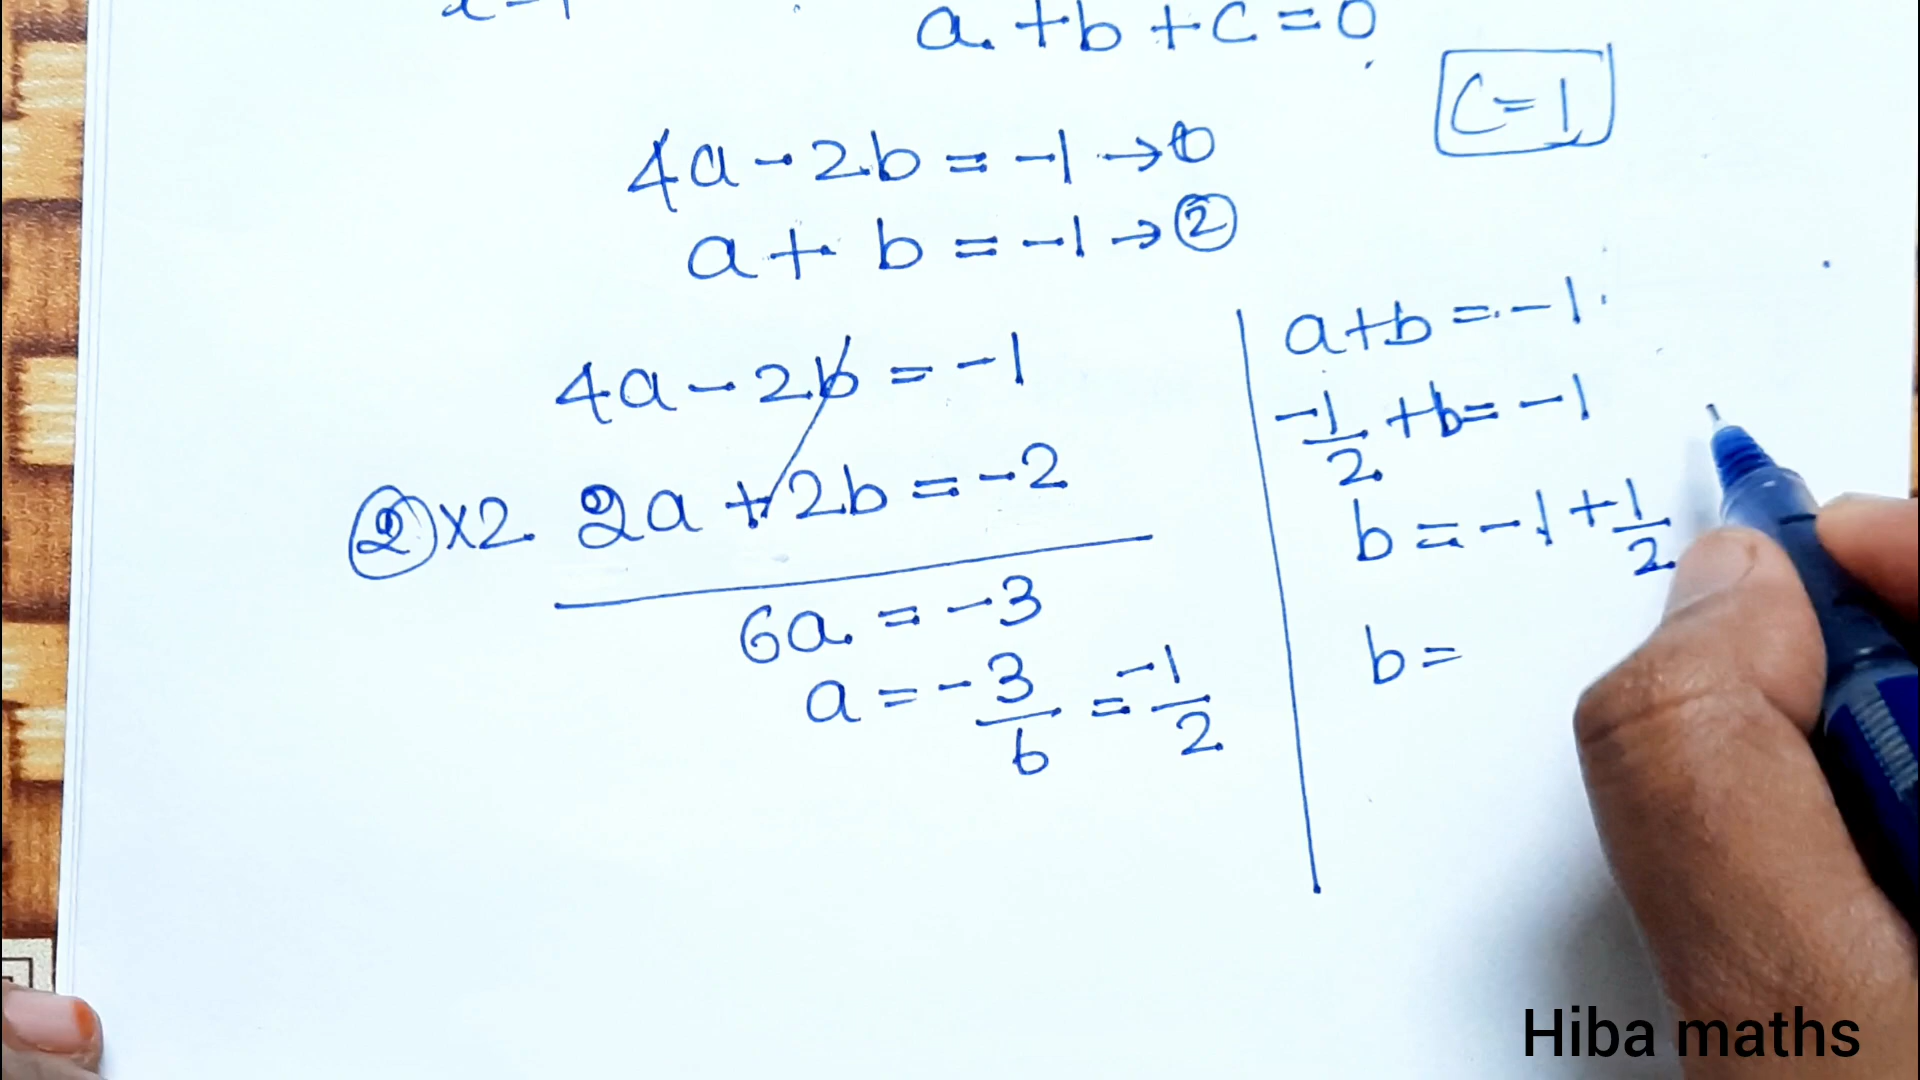 a + b + c = 0
c = 1
4a - 2b = -1 → ①
a + b = -1 → ②
4a - 2b = -1
② × 2 2a + 2b = -2
6a = -3
a = -3/6 = -1/2
a + b = -1
-1/2 + b = -1
b = -1 + 1/2
b =
Hiba maths